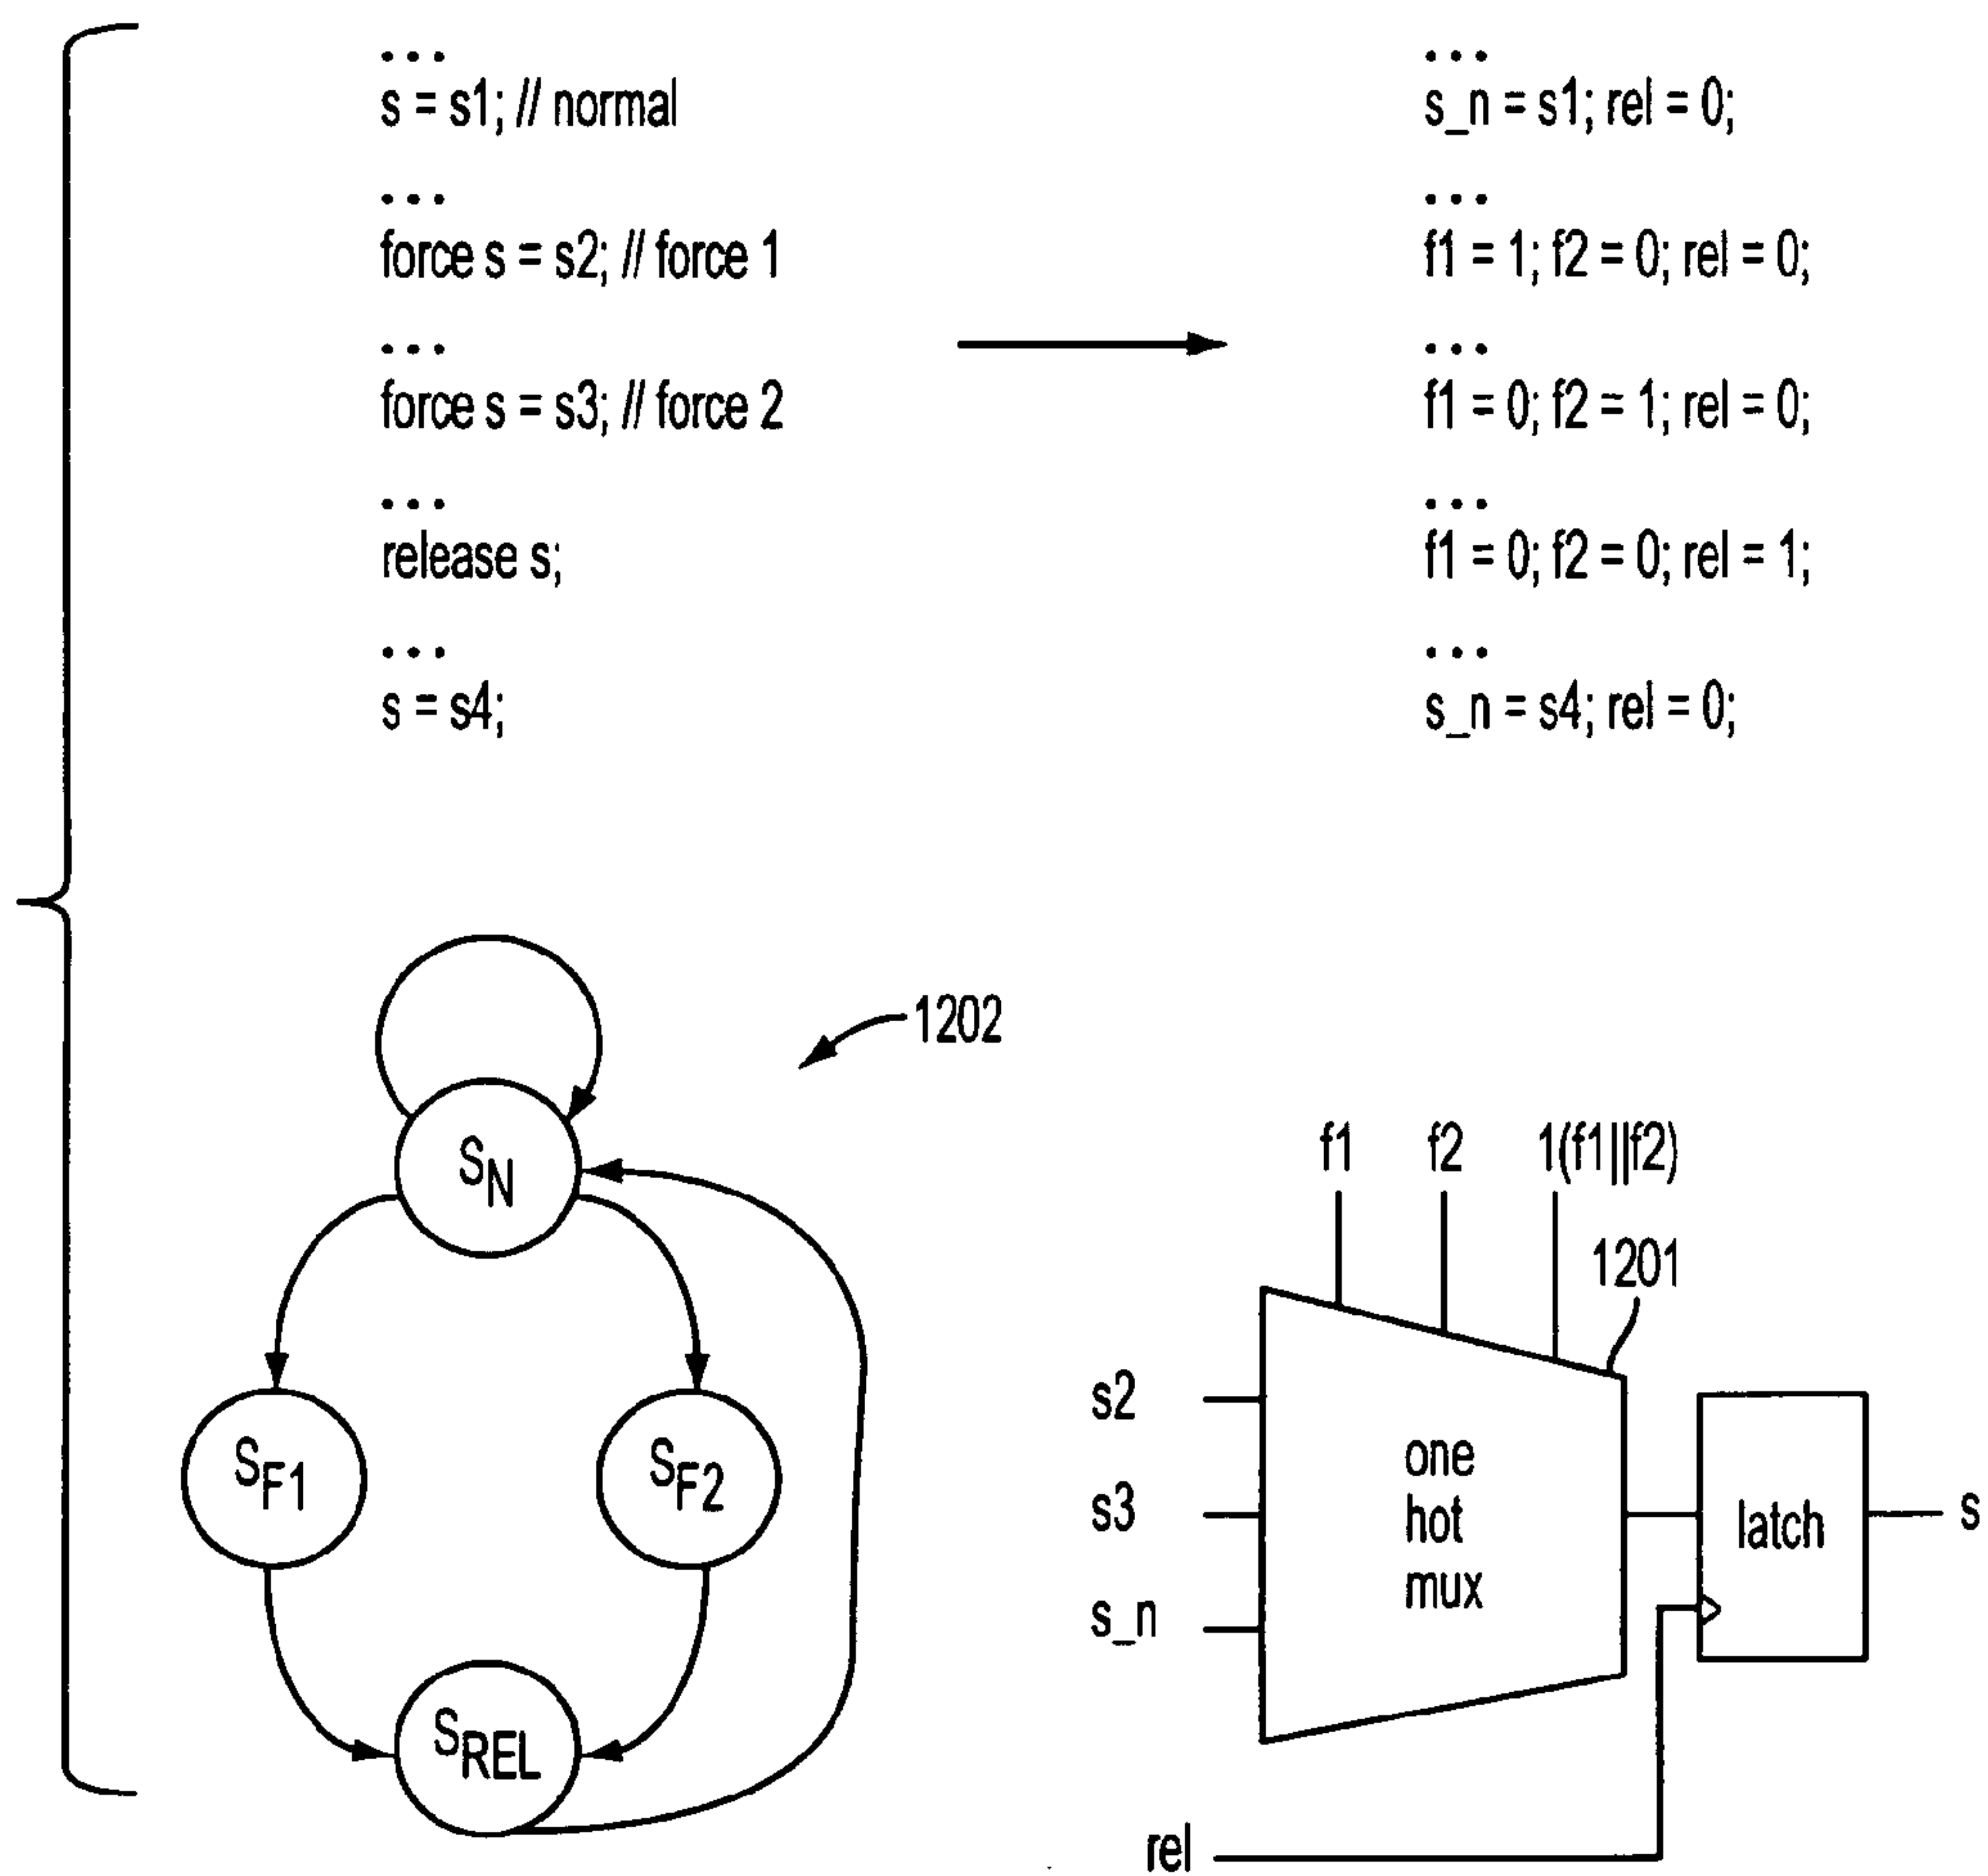 ...
s = s1; // normal
...
force s = s2; // force 1
...
force s = s3; // force 2
...
release s;
...
s = s4;
...
s_n = s1; rel = 0;
...
f1 = 1; f2 = 0; rel = 0;
...
f1 = 0; f2 = 1; rel = 0;
...
f1 = 0; f2 = 0; rel = 1;
...
s_n = s4; rel = 0;
1202
SN
SF1
SF2
SREL
f1
f2
1(f1||f2)
1201
s2
s3
s_n
one
hot
mux
latch
s
rel